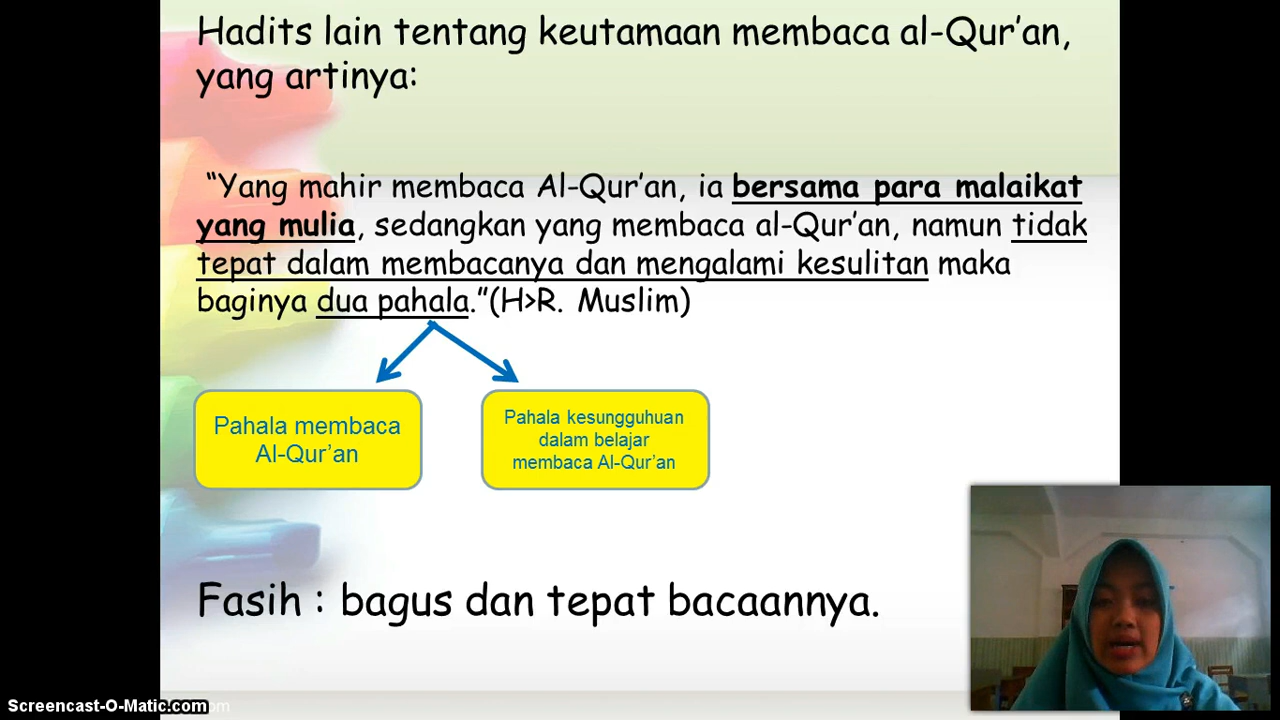 Hadits lain tentang keutamaan membaca al-Qur’an,
yang artinya:
“Yang mahir membaca Al-Qur’an, ia bersama para malaikat
yang mulia, sedangkan yang membaca al-Qur’an, namun tidak
tepat dalam membacanya dan mengalami kesulitan maka
baginya dua pahala.”(H>R. Muslim)
Pahala membaca
Al-Qur’an
Pahala kesungguhuan
dalam belajar
membaca Al-Qur’an
Fasih : bagus dan tepat bacaannya.
Screencast-O-Matic.com